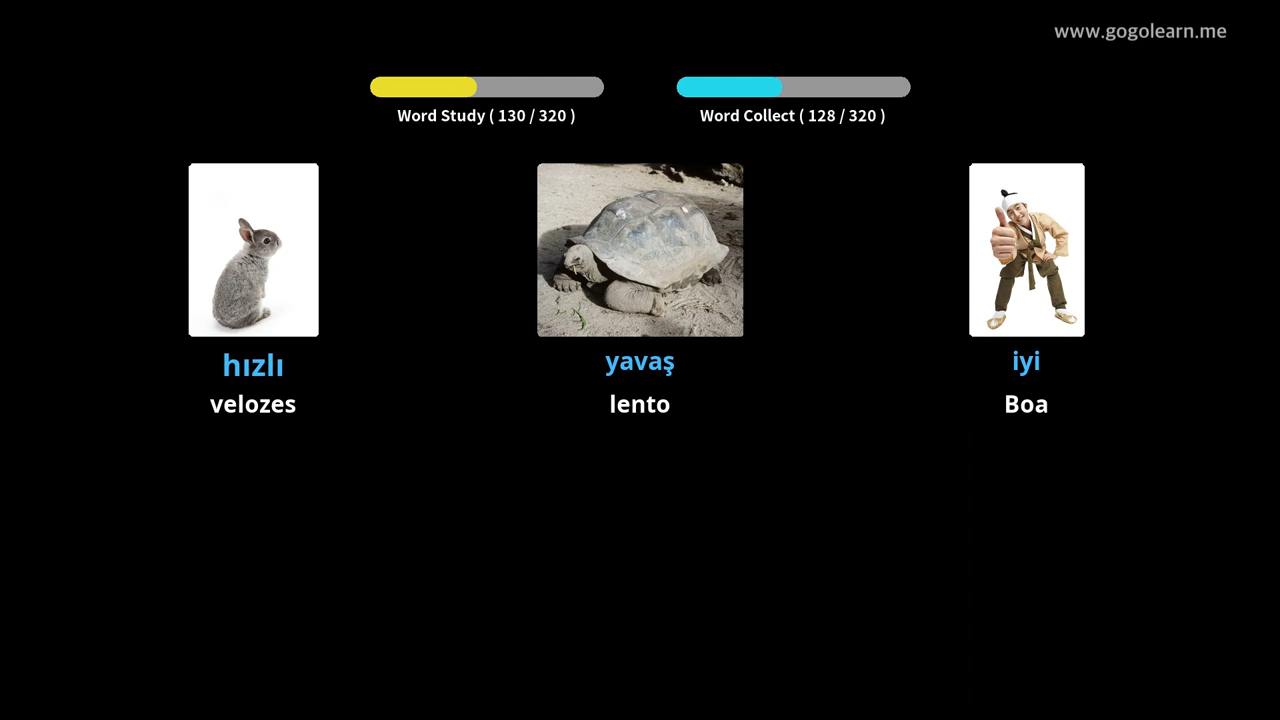 www.gogolearn.me
Word Study ( 130 / 320 )
Word Collect ( 128 / 320 )
hızlı
yavaş
iyi
velozes
lento
Boa